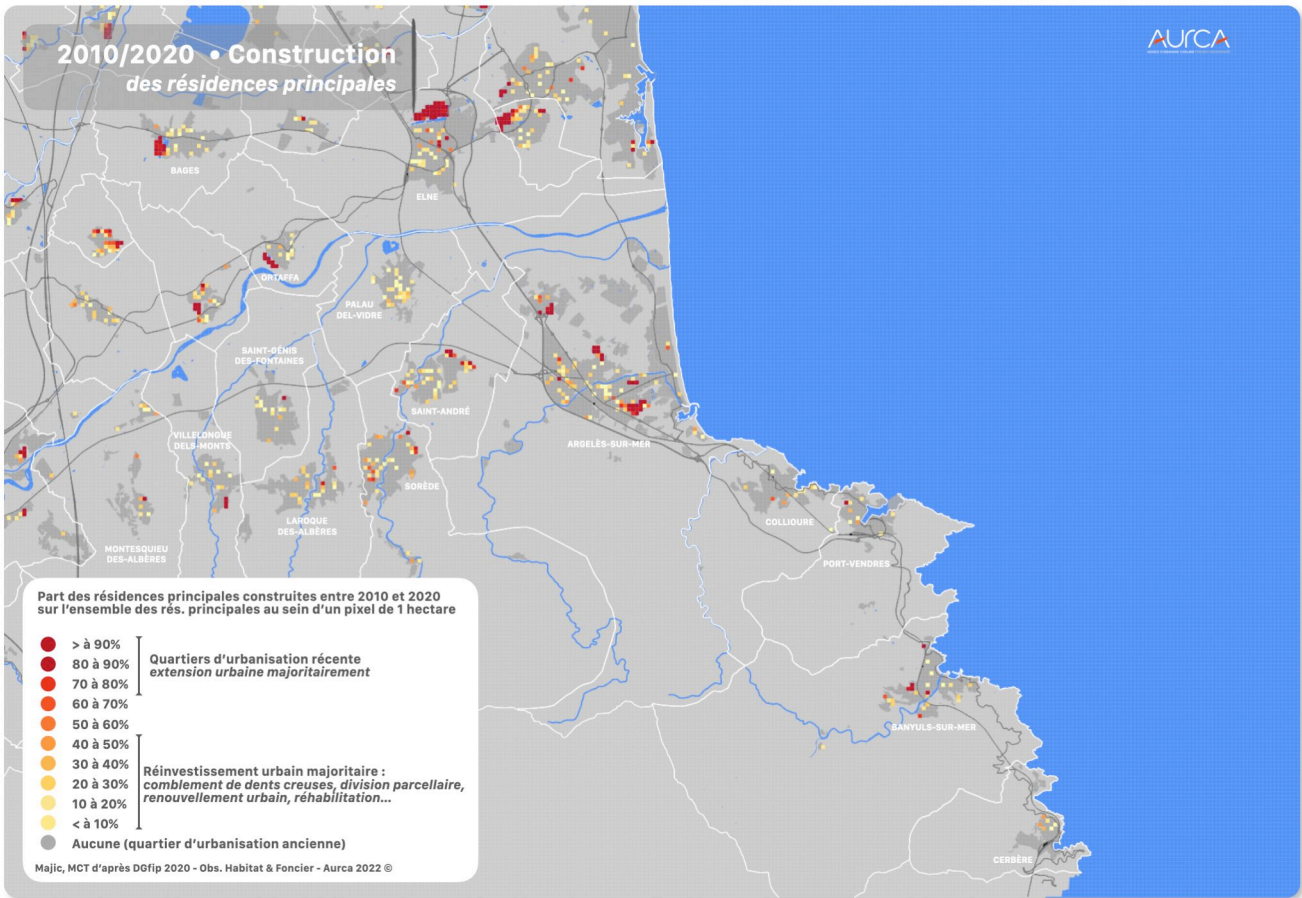 2010/2020 • Construction
des résidences principales
AURCA
BAGES
ELNE
ORTAFFA
PALAU
DEL-VIDRE
SAINT-GÉNIS
DES-FONTAINES
SAINT-ANDRÉ
ARGELÈS-SUR-MER
VILLELONGUE
DELS-MONTS
SORÈDE
LAROQUE
DES-ALBÈRES
COLLIOURE
MONTESQUIEU
DES-ALBÈRES
PORT-VENDRES
BANYULS-SUR-MER
CERBÈRE
Part des résidences principales construites entre 2010 et 2020
sur l'ensemble des rés. principales au sein d'un pixel de 1 hectare
> à 90%
80 à 90%
70 à 80%
Quartiers d'urbanisation récente
extension urbaine majoritairement
60 à 70%
50 à 60%
40 à 50%
30 à 40%
20 à 30%
10 à 20%
< à 10%
Réinvestissement urbain majoritaire :
comblement de dents creuses, division parcellaire,
renouvellement urbain, réhabilitation...
Aucune (quartier d'urbanisation ancienne)
Majic, MCT d'après DGfip 2020 - Obs. Habitat & Foncier - Aurca 2022 ©